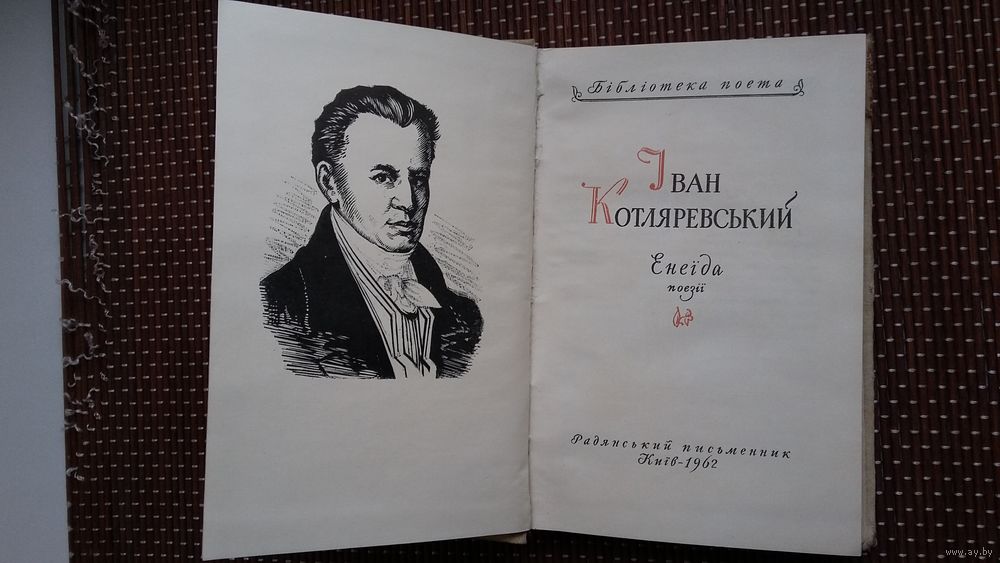 Бібліотека поета
Іван
Котляревський
Енеїда
поезії
Радянський письменник
Київ-1962
www.ay.by